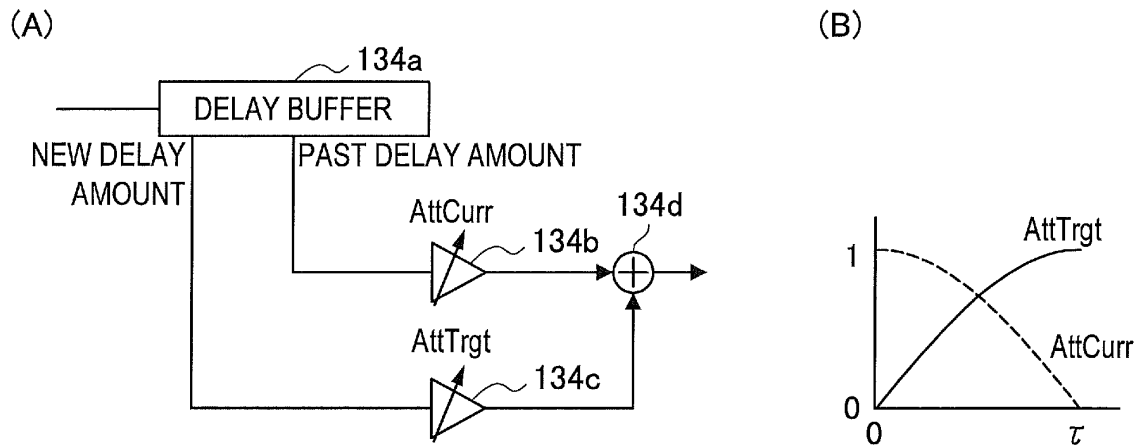 (A)
134a
DELAY BUFFER
NEW DELAY
AMOUNT
PAST DELAY AMOUNT
AttCurr
134b
134d
AttTrgt
134c
(B)
1
AttTrgt
AttCurr
0
0
τ